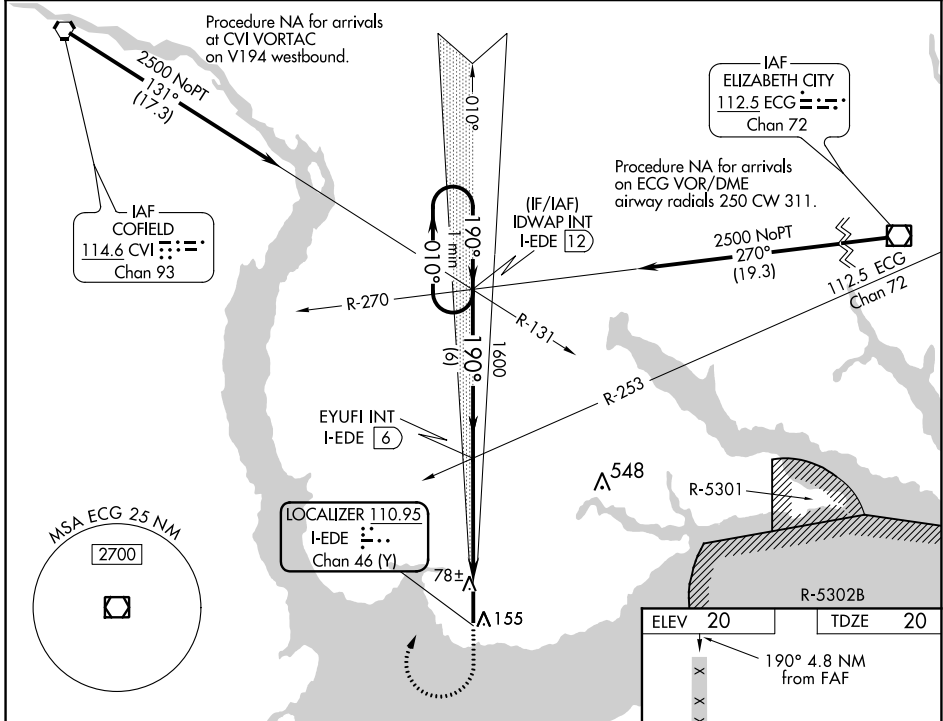 Procedure NA for arrivals
at CVI VORTAC
on V194 westbound.
2500 NoPT
131°
(17.3)
IAF
COFIELD
114.6 CVI
Chan 93
010°
IAF
ELIZABETH CITY
112.5 ECG
Chan 72
Procedure NA for arrivals
on ECG VOR/DME
airway radials 250 CW 311.
(IF/IAF)
IDWAP INT
I-EDE 12
190°
1 min
010°
2500 NoPT
270°
(19.3)
112.5 ECG
Chan 72
R-270
R-131
190°
(6)
1600
R-253
EYUFI INT
I-EDE 6
548
R-5301
MSA ECG 25 NM
2700
LOCALIZER 110.95
I-EDE
Chan 46 (Y)
78±
155
R-5302B
ELEV 20
TDZE 20
190° 4.8 NM
from FAF
X
X
X